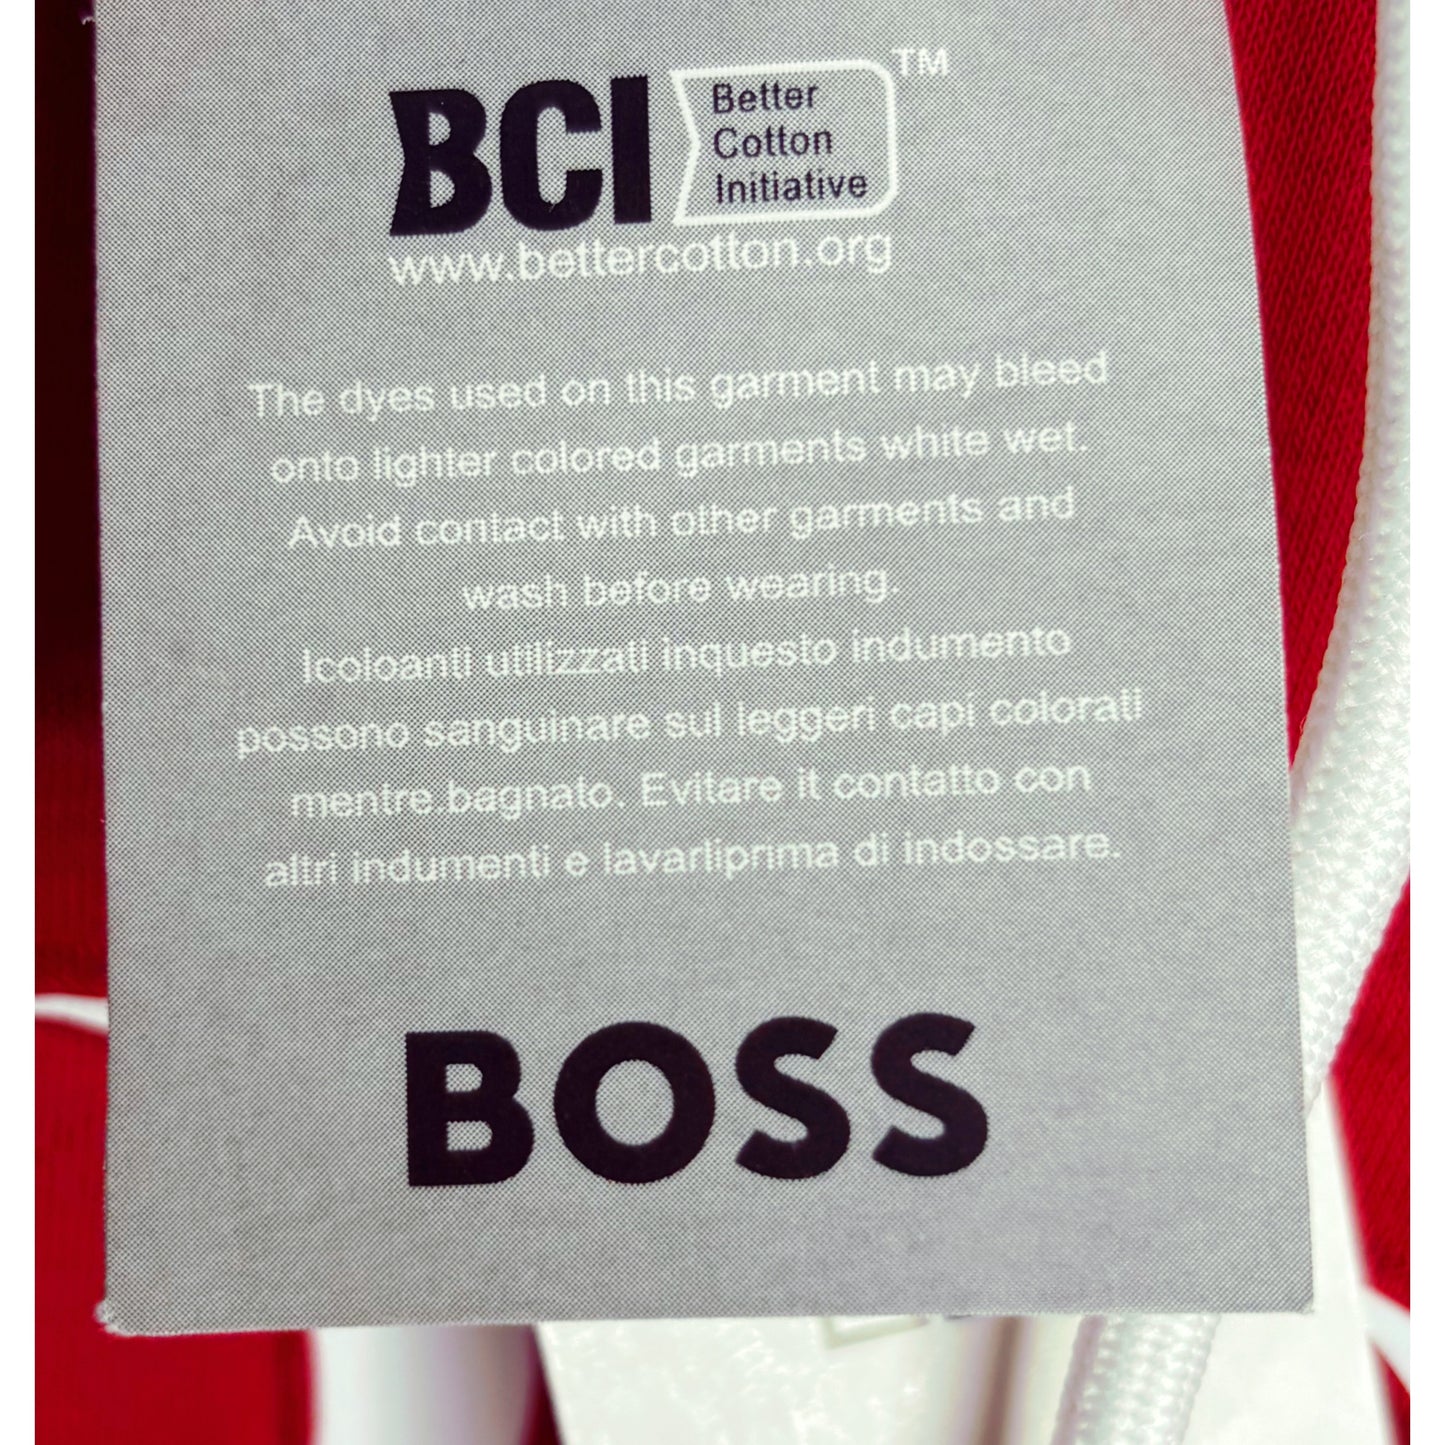 BCI
Better
Cotton
Initiative
TM
www.bettercotton.org
The dyes used on this garment may bleed
onto lighter colored garments white wet.
Avoid contact with other garments and
wash before wearing.
Icoloanti utilizzati inquesto indumento
possono sanguinare sul leggeri capi colorati
mentre.bagnato. Evitare it contatto con
altri indumenti e lavarliprima di indossare.
BOSS